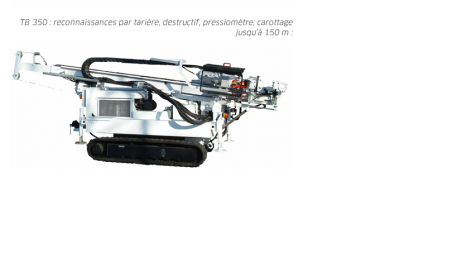 TB 350 : reconnaissances par tarière, destructif, pressiomètre, carottage
jusqu'à 150 m :